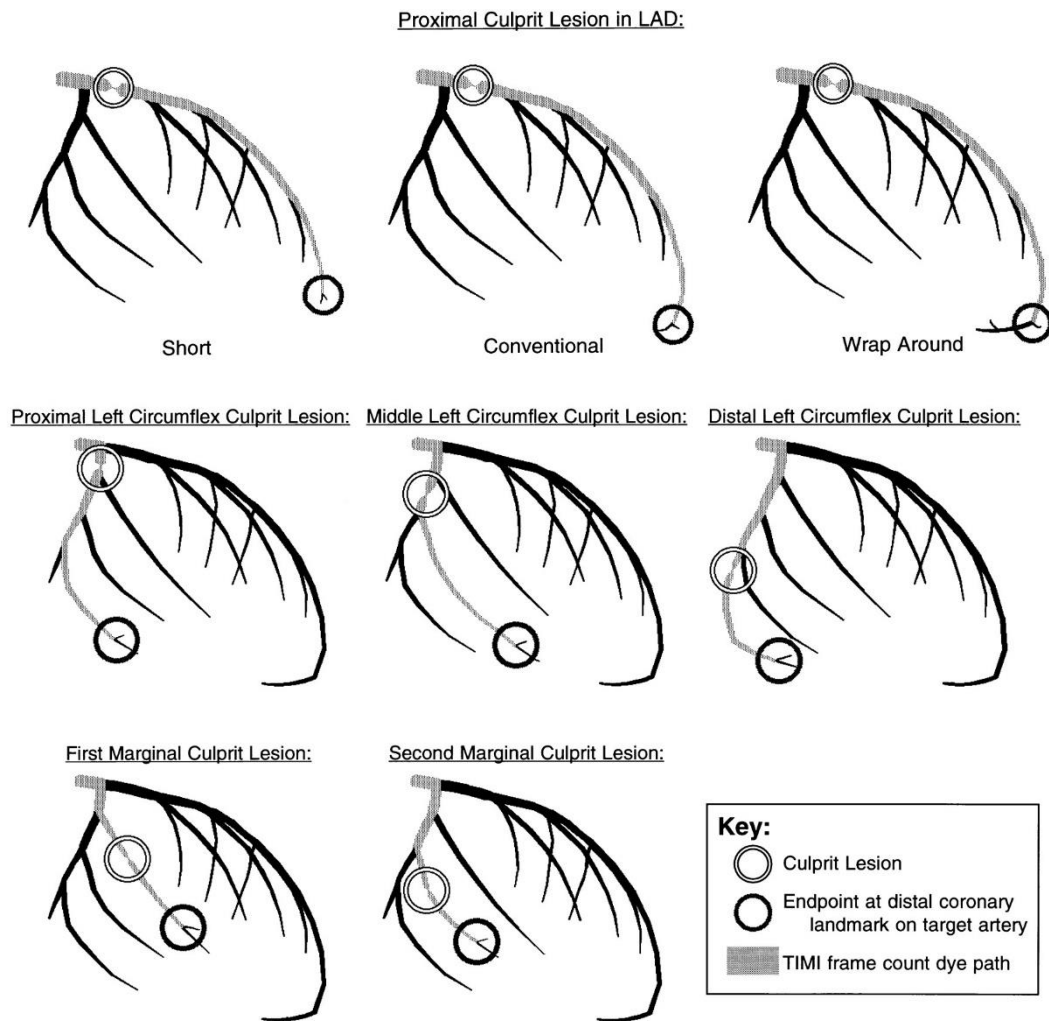 Proximal Culprit Lesion in LAD:
Short
Conventional
Wrap Around
Proximal Left Circumflex Culprit Lesion:
Middle Left Circumflex Culprit Lesion:
Distal Left Circumflex Culprit Lesion:
First Marginal Culprit Lesion:
Second Marginal Culprit Lesion:
Key:
Culprit Lesion
Endpoint at distal coronary
landmark on target artery
TIMI frame count dye path